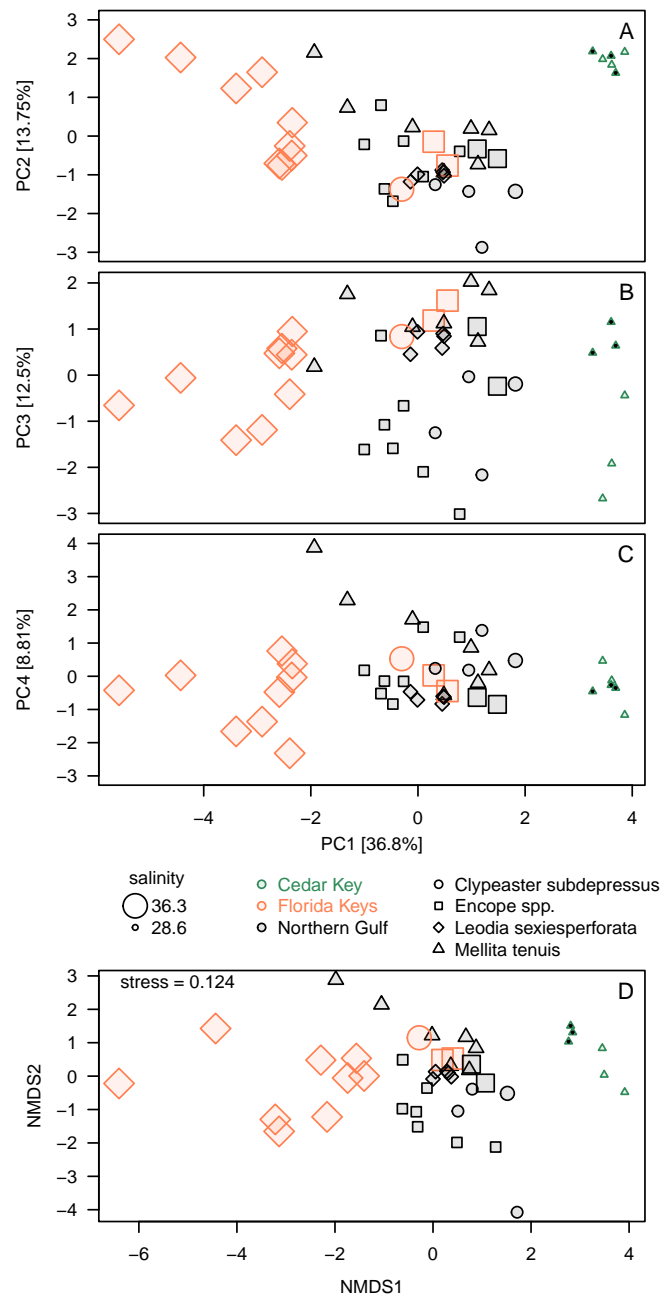 A
3
2
1
0
−1
−2
−3
PC2 [13.75%]
B
2
1
0
−1
−2
−3
PC3 [12.5%]
C
4
3
2
1
0
−1
−2
−3
PC4 [8.81%]
−4 −2 0 2 4
PC1 [36.8%]
salinity
36.3
28.6
Cedar Key
Florida Keys
Northern Gulf
Clypeaster subdepressus
Encope spp.
Leodia sexiesperforata
Mellita tenuis
stress = 0.124 D
3
2
1
0
−1
−2
−3
−4
NMDS2
−6 −4 −2 0 2 4
NMDS1